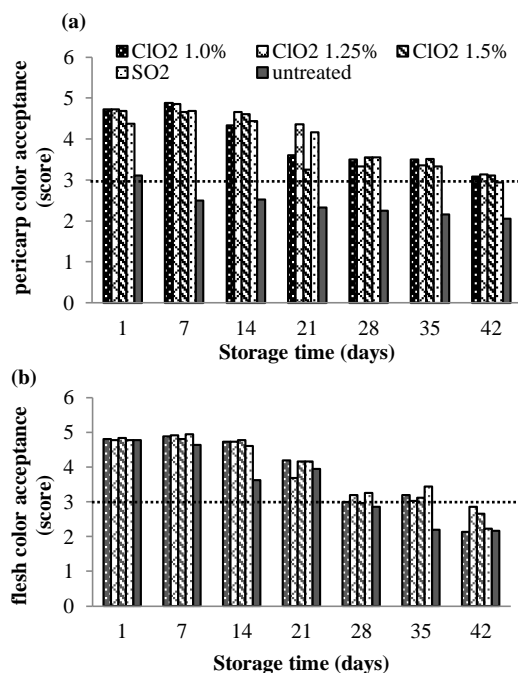 (a)
ClO2 1.0% ClO2 1.25% ClO2 1.5%
SO2 untreated
6
5
4
3
2
1
0
pericarp color acceptance
(score)
1 7 14 21 28 35 42
Storage time (days)
(b)
6
5
4
3
2
1
0
flesh color acceptance
(score)
1 7 14 21 28 35 42
Storage time (days)